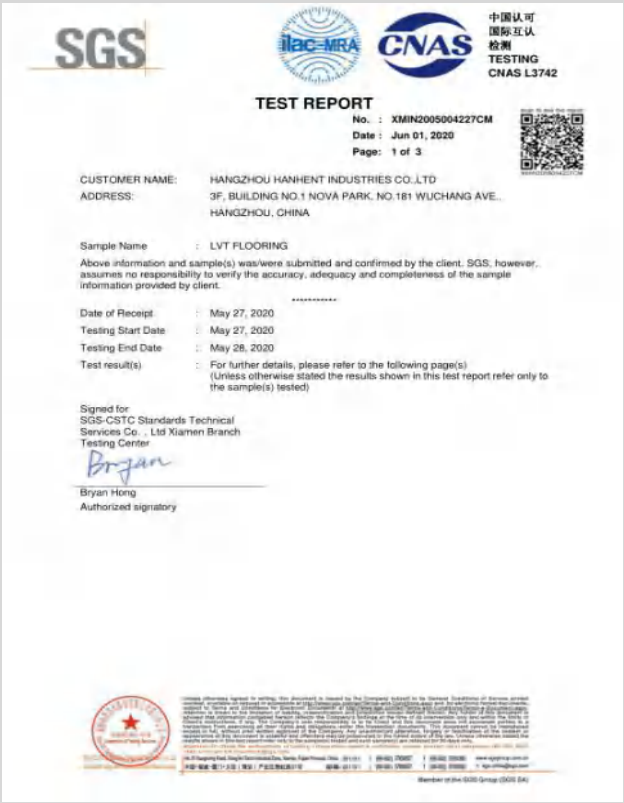 SGS
ilac-MRA
CNAS
中国认可
国际互认
检测
TESTING
CNAS L3742
TEST REPORT
No. : XMIN2005004227CM
Date : Jun 01, 2020
Page: 1 of 3
CUSTOMER NAME: HANGZHOU HANHENT INDUSTRIES CO.,LTD
ADDRESS: 3F, BUILDING NO.1 NOVA PARK, NO.181 WUCHANG AVE.,
HANGZHOU, CHINA
Sample Name : LVT FLOORING
Above information and sample(s) was/were submitted and confirmed by the client. SGS, however,
assumes no responsibility to verify the accuracy, adequacy and completeness of the sample
information provided by client.
***********
Date of Receipt : May 27, 2020
Testing Start Date : May 27, 2020
Testing End Date : May 28, 2020
Test result(s) : For further details, please refer to the following page(s)
(Unless otherwise stated the results shown in this test report refer only to
the sample(s) tested)
Signed for
SGS-CSTC Standards Technical
Services Co. , Ltd Xiamen Branch
Testing Center
Bryan
Bryan Hong
Authorized signatory
Member of the SGS Group (SGS SA)